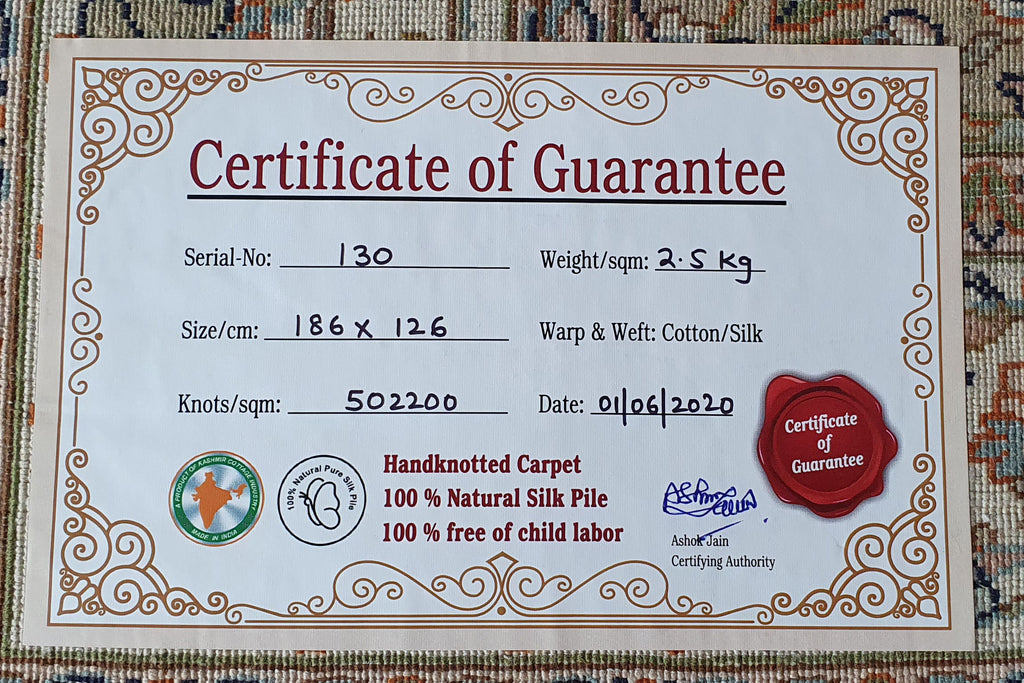 Certificate of Guarantee
Serial-No: 130
Weight/sqm: 2.5 Kg
Size/cm: 186 x 126
Warp & Weft: Cotton/Silk
Knots/sqm: 502200
Date: 01/06/2020
Certificate
of
Guarantee
A PRODUCT OF KASHMIR COTTAGE INDUSTRY
MADE IN INDIA
100% Natural Pure Silk Pile
Handknotted Carpet
100 % Natural Silk Pile
100 % free of child labor
Ashok Jain
Certifying Authority